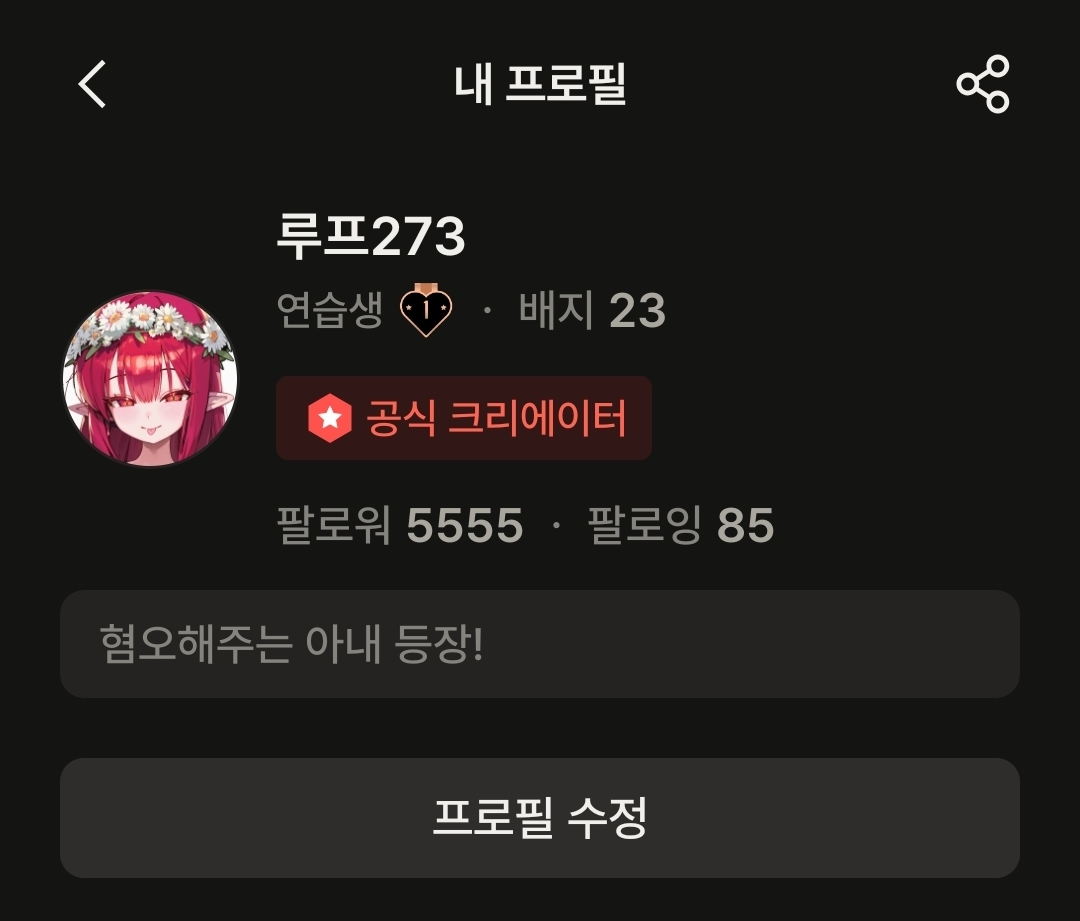 내 프로필
루프273
연습생 1 · 배지 23
공식 크리에이터
팔로워 5555 · 팔로잉 85
혐오해주는 아내 등장!
프로필 수정